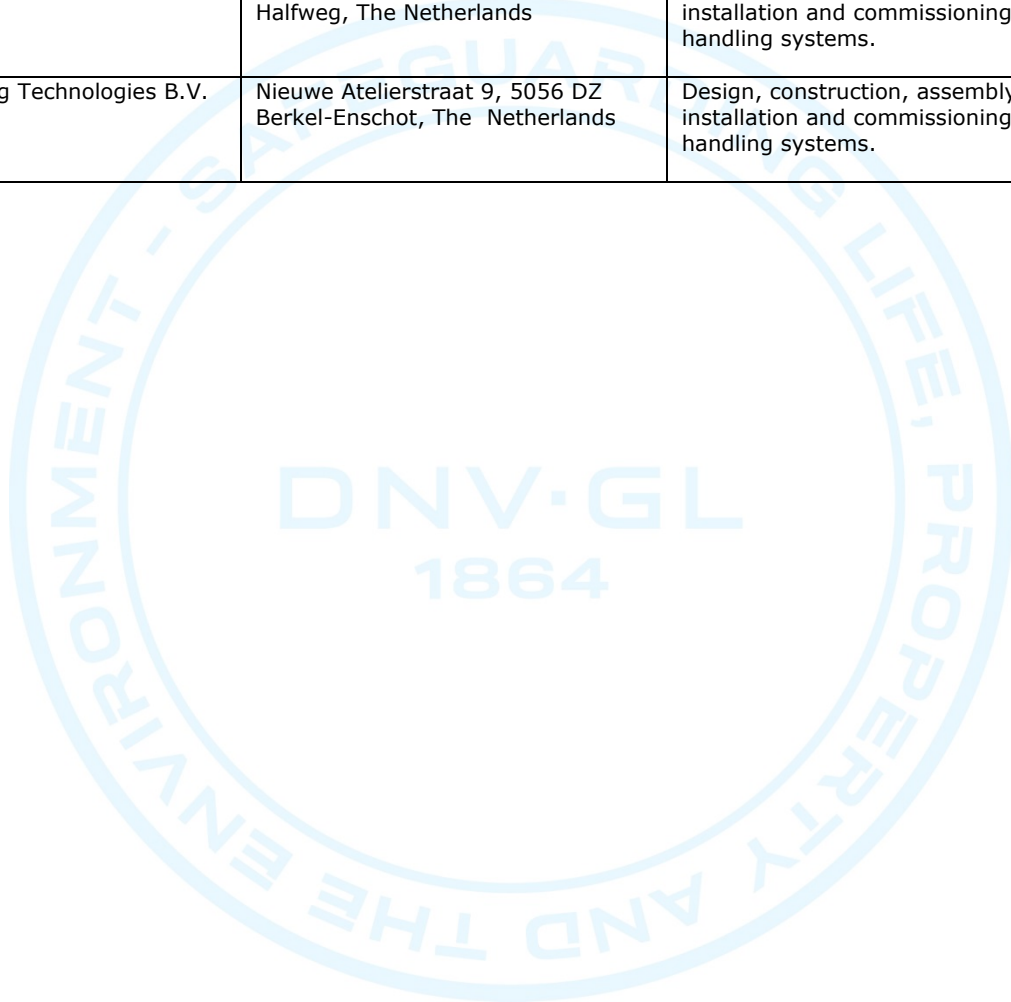 Halfweg, The Netherlands
installation and commissioning
handling systems.
g Technologies B.V.
Nieuwe Atelierstraat 9, 5056 DZ
Berkel-Enschot, The Netherlands
Design, construction, assembly
installation and commissioning
handling systems.
SAFEGUARDING LIFE, PROPERTY AND THE ENVIRONMENT -
DNV·GL
1864